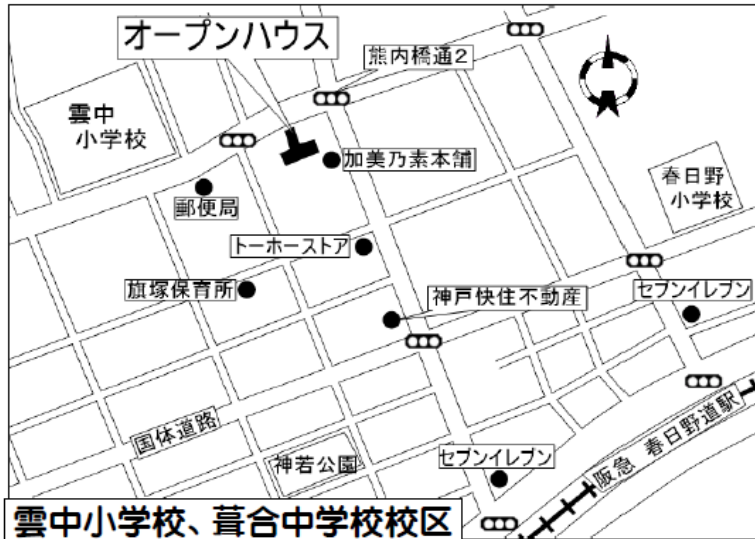 オープンハウス
熊内橋通2
雲中
小学校
加美乃素本舗
春日野
小学校
郵便局
トーホーストア
旗塚保育所
神戸快住不動産
セブンイレブン
国体道路
神若公園
セブンイレブン
阪急 春日野道駅
雲中小学校、葺合中学校校区